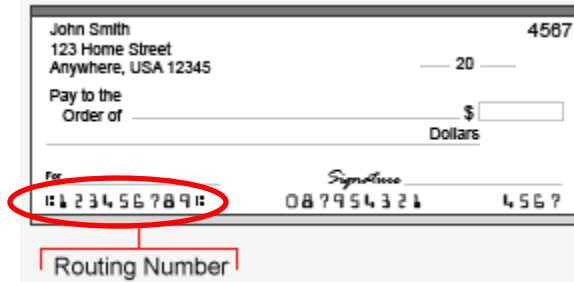 John Smith 4567
123 Home Street
Anywhere, USA 12345 20
Pay to the
Order of $
Dollars
For Signature
⑆123456789⑆ 087954321 4567
Routing Number